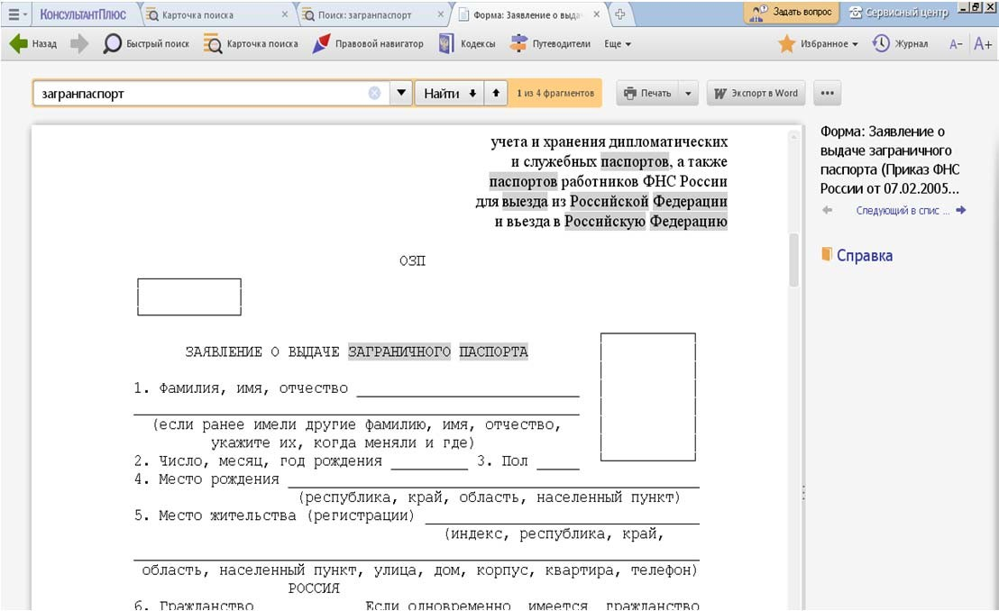 КОНСУЛЬТАНТПЛЮС
Карточка поиска
Поиск: загранпаспорт
Форма: Заявление о выдач
Задать вопрос
Сервисный центр
Назад
Быстрый поиск
Карточка поиска
Правовой навигатор
Кодексы
Путеводители
Еще
Избранное
Журнал
A-
A+
загранпаспорт
Найти
1 из 4 фрагментов
Печать
Экспорт в Word
учета и хранения дипломатических
и служебных паспортов, а также
паспортов работников ФНС России
для выезда из Российской Федерации
и въезда в Российскую Федерацию
ОЗП
ЗАЯВЛЕНИЕ О ВЫДАЧЕ ЗАГРАНИЧНОГО ПАСПОРТА
1. Фамилия, имя, отчество
(если ранее имели другие фамилию, имя, отчество,
укажите их, когда меняли и где)
2. Число, месяц, год рождения _________ 3. Пол _____
4. Место рождения
(республика, край, область, населенный пункт)
5. Место жительства (регистрации)
(индекс, республика, край,
область, населенный пункт, улица, дом, корпус, квартира, телефон)
РОССИЯ
6. Гражданство Если одновременно имеется гражданство
Форма: Заявление о
выдаче заграничного
паспорта (Приказ ФНС
России от 07.02.2005...
Следующий в спис ...
Справка